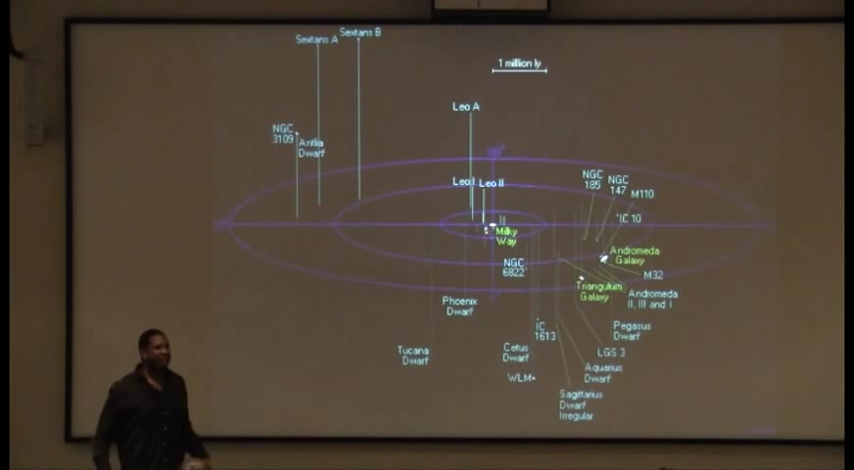 Sextans A
Sextans B
1 million ly
Leo A
NGC
3109
Antlia
Dwarf
Leo I
Leo II
NGC
185
NGC
147
M110
IC 10
Milky
Way
Andromeda
Galaxy
NGC
6822
M32
Triangulum
Galaxy
Andromeda
II, III and I
Phoenix
Dwarf
IC
1613
Pegasus
Dwarf
Tucana
Dwarf
Cetus
Dwarf
LGS 3
Aquarius
Dwarf
WLM
Sagittarius
Dwarf
Irregular